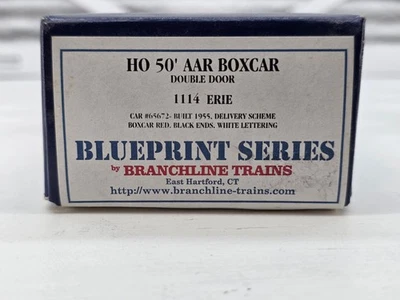 HO 50' AAR BOXCAR
DOUBLE DOOR
1114 ERIE
CAR #65672- BUILT 1955, DELIVERY SCHEME
BOXCAR RED, BLACK ENDS, WHITE LETTERING
BLUEPRINT SERIES
by BRANCHLINE TRAINS
East Hartford, CT
http://www.branchline-trains.com